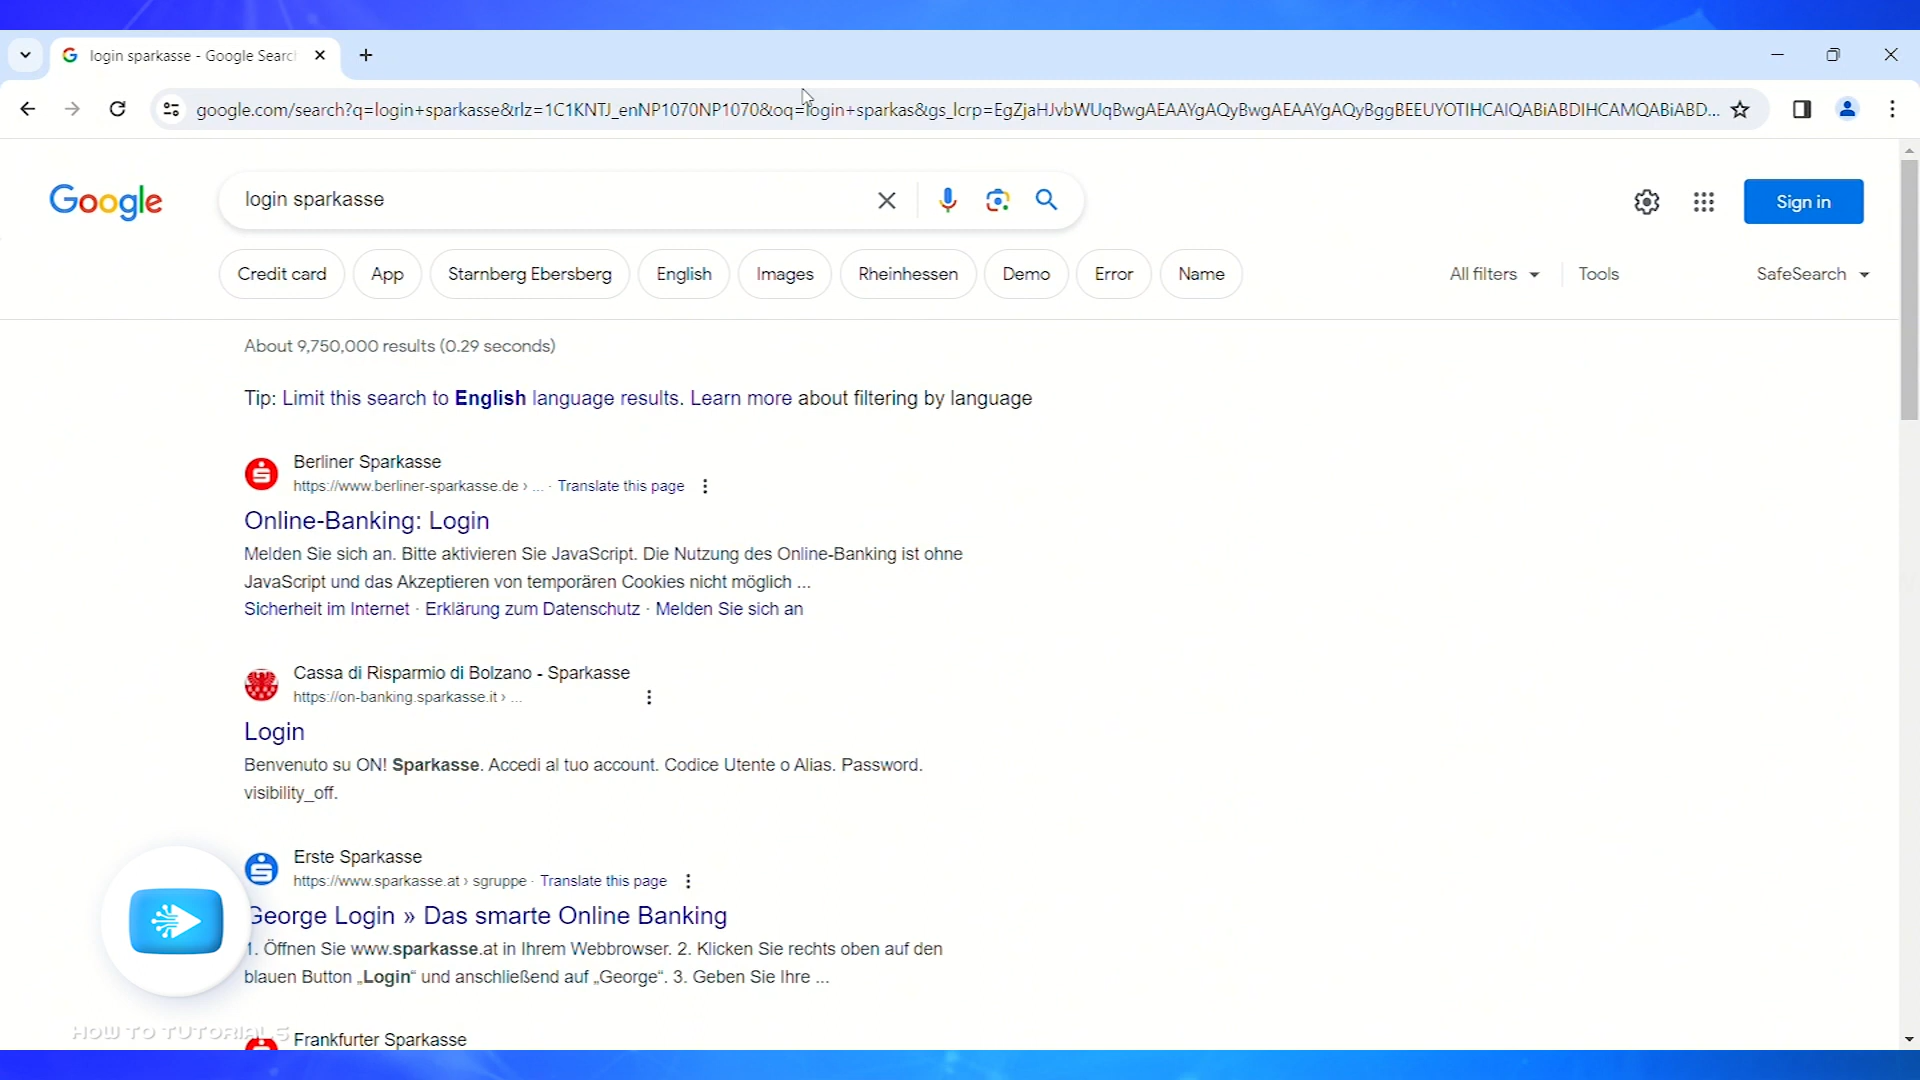 login sparkasse - Google Search
google.com/search?q=login+sparkasse&rlz=1C1KNTJ_enNP1070NP1070&oq=login+sparkas&gs_lcrp=EgZjaHJvbWUqBwgAEAAYgAQyBwgAEAAYgAQyBggBEEUYOTIHCAIQABiABDIHCAMQABiABD...
Google
login sparkasse
Sign in
Credit card
App
Starnberg Ebersberg
English
Images
Rheinhessen
Demo
Error
Name
All filters
Tools
SafeSearch
About 9,750,000 results (0.29 seconds)
Tip: Limit this search to English language results. Learn more about filtering by language
Berliner Sparkasse
https://www.berliner-sparkasse.de › ... · Translate this page
Online-Banking: Login
Melden Sie sich an. Bitte aktivieren Sie JavaScript. Die Nutzung des Online-Banking ist ohne
JavaScript und das Akzeptieren von temporären Cookies nicht möglich ...
Sicherheit im Internet · Erklärung zum Datenschutz · Melden Sie sich an
Cassa di Risparmio di Bolzano - Sparkasse
https://on-banking.sparkasse.it › ...
Login
Benvenuto su ON! Sparkasse. Accedi al tuo account. Codice Utente o Alias. Password.
visibility_off.
Erste Sparkasse
https://www.sparkasse.at › sgruppe · Translate this page
George Login » Das smarte Online Banking
1. Öffnen Sie www.sparkasse.at in Ihrem Webbrowser. 2. Klicken Sie rechts oben auf den
blauen Button „Login“ und anschließend auf „George“. 3. Geben Sie Ihre ...
HOW TO TUTORIALS
Frankfurter Sparkasse